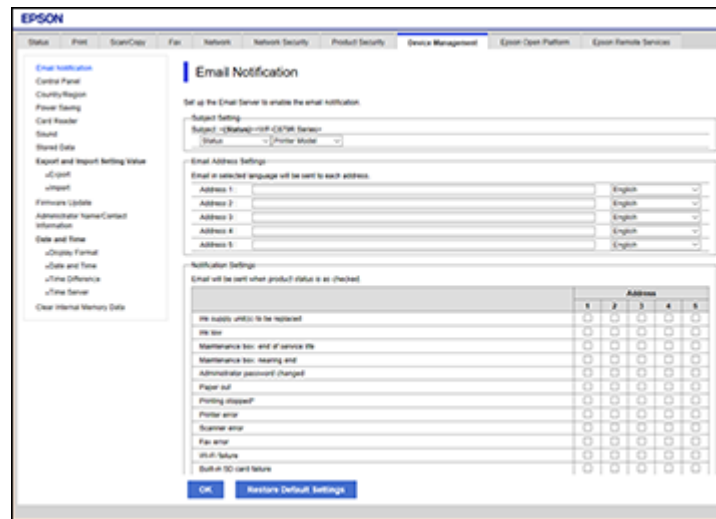 EPSON
Status Print Scan/Copy Fax Network Network Security Product Security Device Management Epson Open Platform Epson Remote Services
Email Notification
Control Panel
Country/Region
Power Saving
Card Reader
Sound
Stored Data
Export and Import Setting Value
Export
Import
Firmware Update
Administrator Name/Contact
Information
Date and Time
Display Format
Date and Time
Time Difference
Time Server
Clear Internal Memory Data
Email Notification
Set up the Email Server to enable the email notification.
Subject Setting
Subject: <(Status)><WF-C879R Series>
Status Printer Model
Email Address Settings
Email in selected language will be sent to each address.
Address 1: English
Address 2: English
Address 3: English
Address 4: English
Address 5: English
Notification Settings
Email will be sent when product status is as checked.
Address
1 2 3 4 5
Ink supply unit(s) to be replaced
Ink low
Maintenance box: end of service life
Maintenance box: nearing end
Administrator password changed
Paper out
Printing stopped*
Printer error
Scanner error
Fax error
Wi-Fi failure
Built-in SD card failure
OK Restore Default Settings